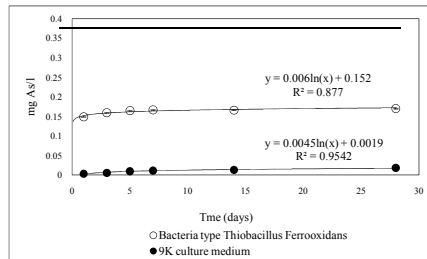 0.4
0.35
0.3
0.25
0.2
0.15
0.1
0.05
0
mg As/l
y = 0.006ln(x) + 0.152
R² = 0.877
y = 0.0045ln(x) + 0.0019
R² = 0.9542
0 5 10 15 20 25 30
Tme (days)
Bacteria type Thiobacillus Ferrooxidans
9K culture medium